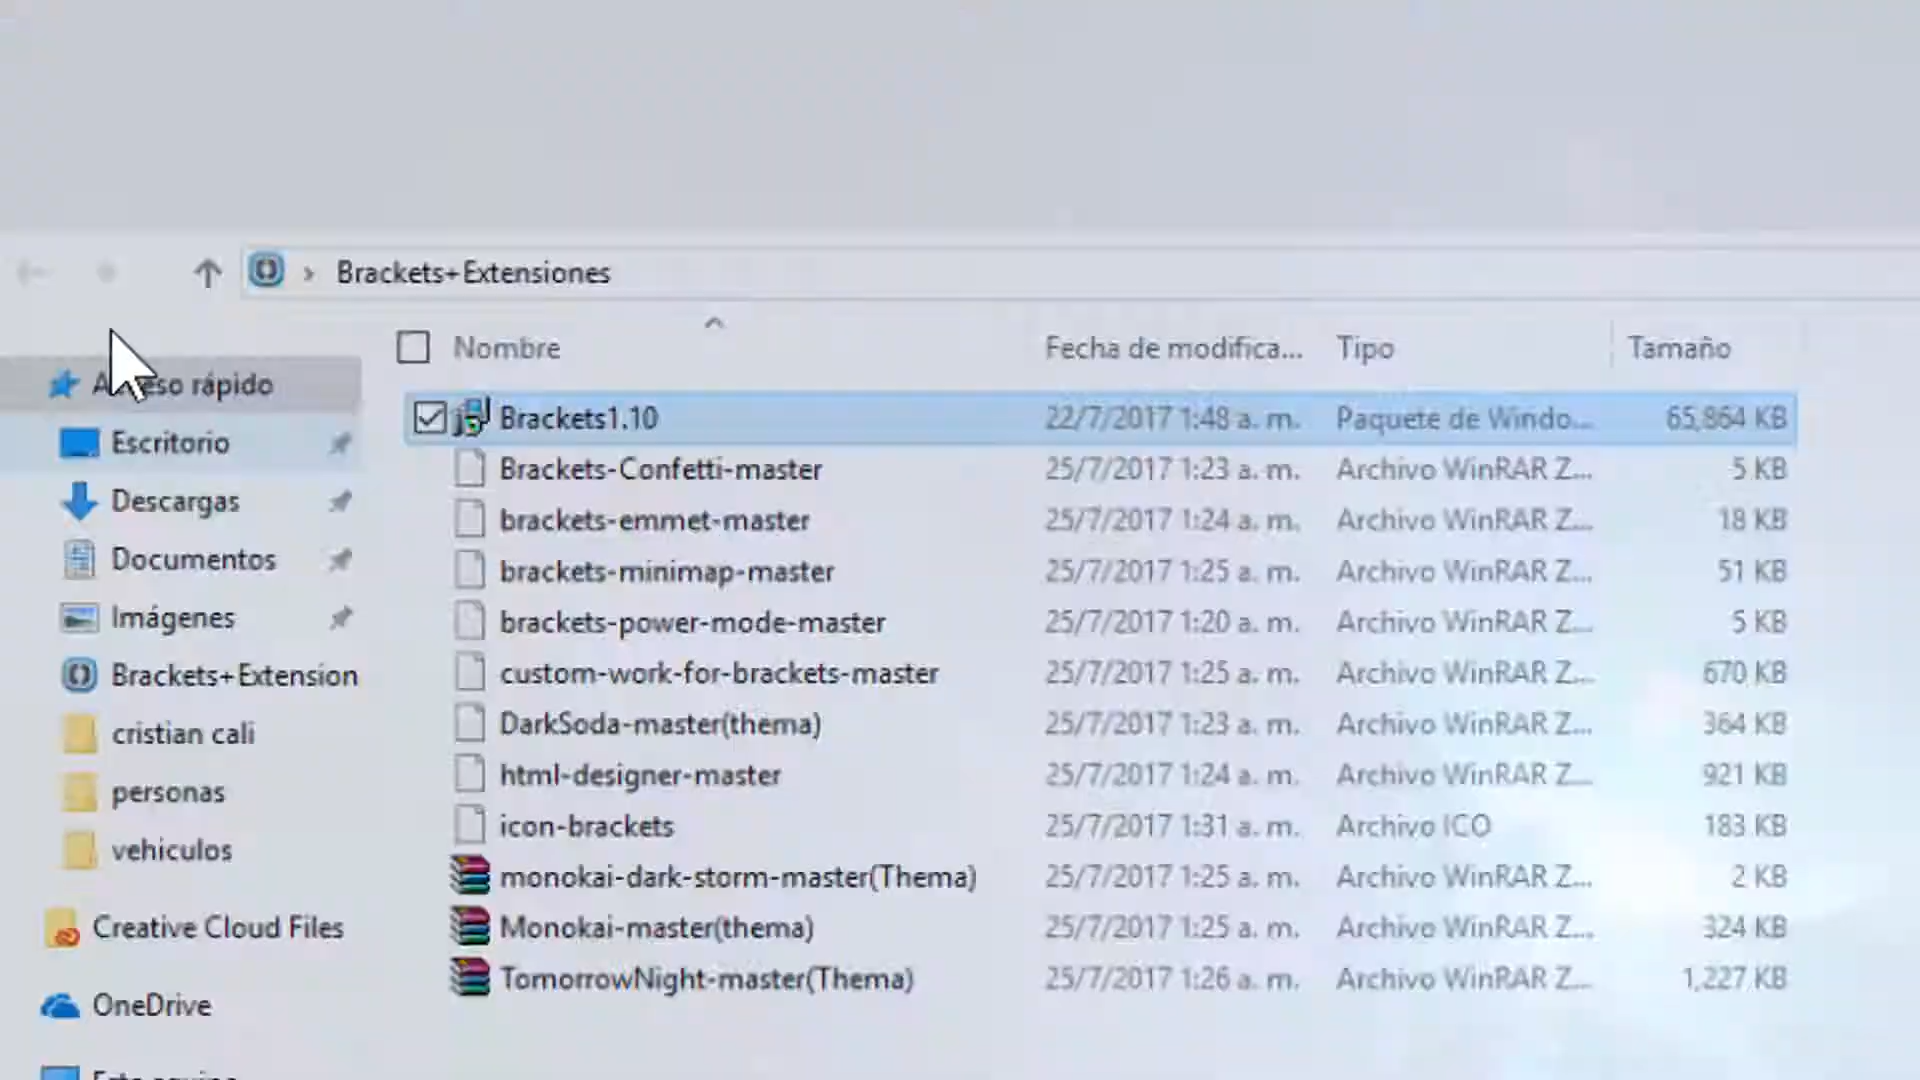 Brackets+Extensiones
Nombre Fecha de modifica... Tipo Tamaño
Acceso rápido
Escritorio
Descargas
Documentos
Imágenes
Brackets+Extension
cristian cali
personas
vehiculos
Creative Cloud Files
OneDrive
Este equipo
Brackets1.10 22/7/2017 1:48 a. m. Paquete de Windo... 65,864 KB
Brackets-Confetti-master 25/7/2017 1:23 a. m. Archivo WinRAR Z... 5 KB
brackets-emmet-master 25/7/2017 1:24 a. m. Archivo WinRAR Z... 18 KB
brackets-minimap-master 25/7/2017 1:25 a. m. Archivo WinRAR Z... 51 KB
brackets-power-mode-master 25/7/2017 1:20 a. m. Archivo WinRAR Z... 5 KB
custom-work-for-brackets-master 25/7/2017 1:25 a. m. Archivo WinRAR Z... 670 KB
DarkSoda-master(thema) 25/7/2017 1:23 a. m. Archivo WinRAR Z... 364 KB
html-designer-master 25/7/2017 1:24 a. m. Archivo WinRAR Z... 921 KB
icon-brackets 25/7/2017 1:31 a. m. Archivo ICO 183 KB
monokai-dark-storm-master(Thema) 25/7/2017 1:25 a. m. Archivo WinRAR Z... 2 KB
Monokai-master(thema) 25/7/2017 1:25 a. m. Archivo WinRAR Z... 324 KB
TomorrowNight-master(Thema) 25/7/2017 1:26 a. m. Archivo WinRAR Z... 1,227 KB